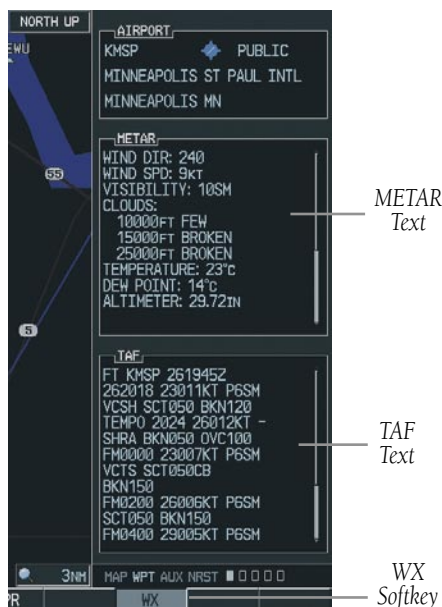 NORTH UP
EWU
55
5
3NM
AIRPORT
KMSP PUBLIC
MINNEAPOLIS ST PAUL INTL
MINNEAPOLIS MN
METAR
WIND DIR: 240
WIND SPD: 9KT
VISIBILITY: 10SM
CLOUDS:
10000FT FEW
15000FT BROKEN
25000FT BROKEN
TEMPERATURE: 23°C
DEW POINT: 14°C
ALTIMETER: 29.72IN
METAR
Text
TAF
FT KMSP 261945Z
262018 23011KT P6SM
VCSH SCT050 BKN120
TEMPO 2024 26012KT -
SHRA BKN050 OVC100
FM0000 23007KT P6SM
VCTS SCT050CB
BKN150
FM0200 26006KT P6SM
SCT050 BKN150
FM0400 29005KT P6SM
TAF
Text
MAP WPT AUX NRST
PR
WX
WX
Softkey